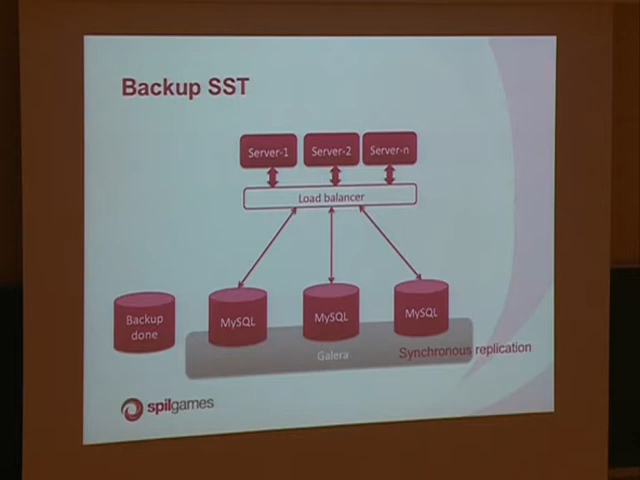 Backup SST
Server-1
Server-2
Server-n
Load balancer
Backup
done
MySQL
MySQL
MySQL
Galera
Synchronous replication
spilgames